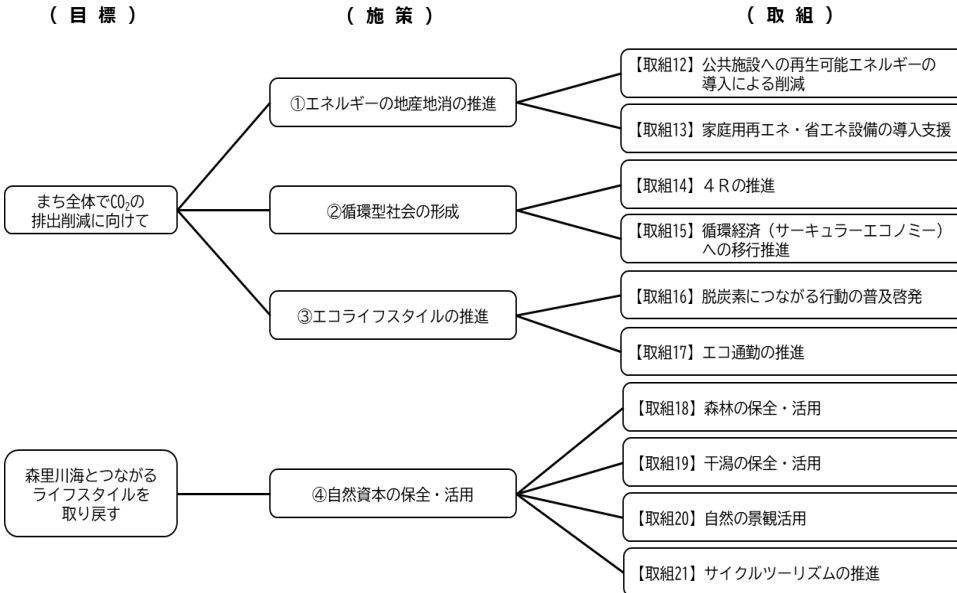 (目標)
(施策)
(取組)
まち全体でCO₂の
排出削減に向けて
①エネルギーの地産地消の推進
【取組12】公共施設への再生可能エネルギーの
導入による削減
【取組13】家庭用再エネ・省エネ設備の導入支援
②循環型社会の形成
【取組14】4Rの推進
【取組15】循環経済（サーキュラーエコノミー）
への移行推進
③エコライフスタイルの推進
【取組16】脱炭素につながる行動の普及啓発
【取組17】エコ通勤の推進
森里川海とつながる
ライフスタイルを
取り戻す
④自然資本の保全・活用
【取組18】森林の保全・活用
【取組19】干潟の保全・活用
【取組20】自然の景観活用
【取組21】サイクルツーリズムの推進